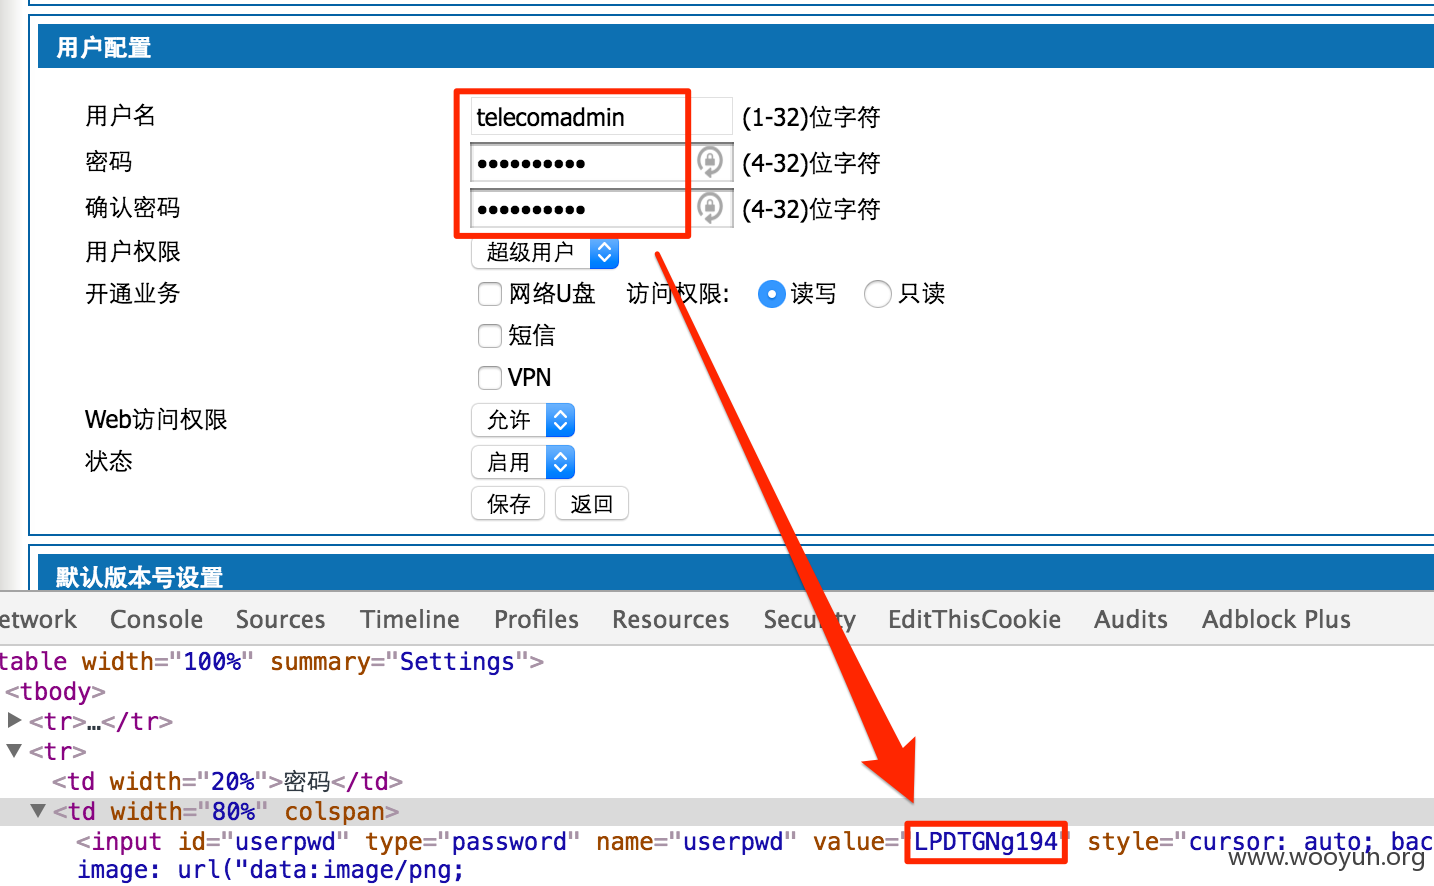 用户配置
用户名 telecomadmin (1-32)位字符
密码 •••••••••• (4-32)位字符
确认密码 •••••••••• (4-32)位字符
用户权限 超级用户
开通业务 网络U盘 访问权限: 读写 只读
短信
VPN
Web访问权限 允许
状态 启用
保存 返回
默认版本号设置
etwork Console Sources Timeline Profiles Resources Security EditThisCookie Audits Adblock Plus
table width="100%" summary="Settings">
<tbody>
<tr>…</tr>
<tr>
<td width="20%">密码</td>
<td width="80%" colspan>
<input id="userpwd" type="password" name="userpwd" value="LPDTGNg194" style="cursor: auto; bac
image: url("data:image/png;
www.wooyun.org